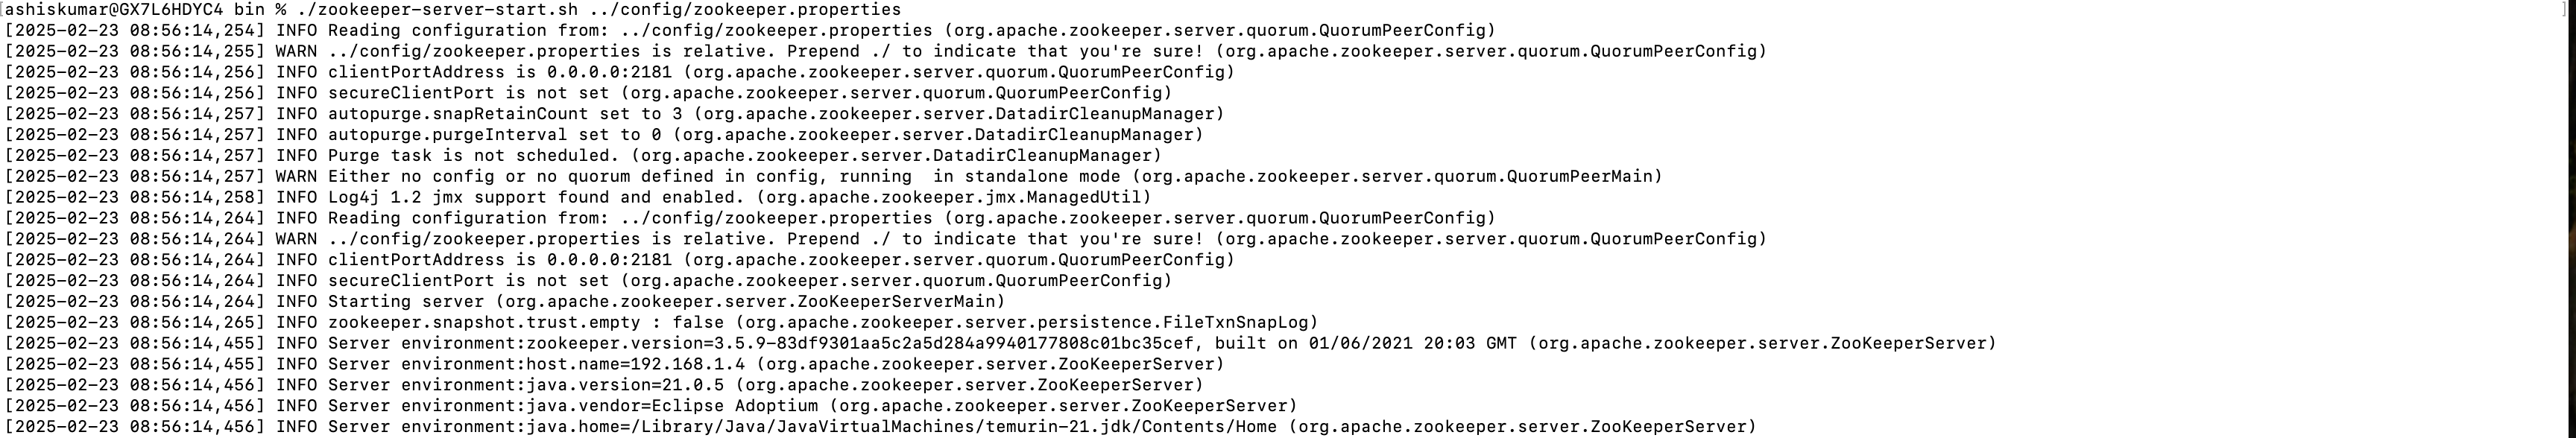 [ashiskumar@GX7L6HDYC4 bin % ./zookeeper-server-start.sh ../config/zookeeper.properties ]
[2025-02-23 08:56:14,254] INFO Reading configuration from: ../config/zookeeper.properties (org.apache.zookeeper.server.quorum.QuorumPeerConfig)
[2025-02-23 08:56:14,255] WARN ../config/zookeeper.properties is relative. Prepend ./ to indicate that you're sure! (org.apache.zookeeper.server.quorum.QuorumPeerConfig)
[2025-02-23 08:56:14,256] INFO clientPortAddress is 0.0.0.0:2181 (org.apache.zookeeper.server.quorum.QuorumPeerConfig)
[2025-02-23 08:56:14,256] INFO secureClientPort is not set (org.apache.zookeeper.server.quorum.QuorumPeerConfig)
[2025-02-23 08:56:14,257] INFO autopurge.snapRetainCount set to 3 (org.apache.zookeeper.server.DatadirCleanupManager)
[2025-02-23 08:56:14,257] INFO autopurge.purgeInterval set to 0 (org.apache.zookeeper.server.DatadirCleanupManager)
[2025-02-23 08:56:14,257] INFO Purge task is not scheduled. (org.apache.zookeeper.server.DatadirCleanupManager)
[2025-02-23 08:56:14,257] WARN Either no config or no quorum defined in config, running  in standalone mode (org.apache.zookeeper.server.quorum.QuorumPeerMain)
[2025-02-23 08:56:14,258] INFO Log4j 1.2 jmx support found and enabled. (org.apache.zookeeper.jmx.ManagedUtil)
[2025-02-23 08:56:14,264] INFO Reading configuration from: ../config/zookeeper.properties (org.apache.zookeeper.server.quorum.QuorumPeerConfig)
[2025-02-23 08:56:14,264] WARN ../config/zookeeper.properties is relative. Prepend ./ to indicate that you're sure! (org.apache.zookeeper.server.quorum.QuorumPeerConfig)
[2025-02-23 08:56:14,264] INFO clientPortAddress is 0.0.0.0:2181 (org.apache.zookeeper.server.quorum.QuorumPeerConfig)
[2025-02-23 08:56:14,264] INFO secureClientPort is not set (org.apache.zookeeper.server.quorum.QuorumPeerConfig)
[2025-02-23 08:56:14,264] INFO Starting server (org.apache.zookeeper.server.ZooKeeperServerMain)
[2025-02-23 08:56:14,265] INFO zookeeper.snapshot.trust.empty : false (org.apache.zookeeper.server.persistence.FileTxnSnapLog)
[2025-02-23 08:56:14,455] INFO Server environment:zookeeper.version=3.5.9-83df9301aa5c2a5d284a9940177808c01bc35cef, built on 01/06/2021 20:03 GMT (org.apache.zookeeper.server.ZooKeeperServer)
[2025-02-23 08:56:14,455] INFO Server environment:host.name=192.168.1.4 (org.apache.zookeeper.server.ZooKeeperServer)
[2025-02-23 08:56:14,456] INFO Server environment:java.version=21.0.5 (org.apache.zookeeper.server.ZooKeeperServer)
[2025-02-23 08:56:14,456] INFO Server environment:java.vendor=Eclipse Adoptium (org.apache.zookeeper.server.ZooKeeperServer)
[2025-02-23 08:56:14,456] INFO Server environment:java.home=/Library/Java/JavaVirtualMachines/temurin-21.jdk/Contents/Home (org.apache.zookeeper.server.ZooKeeperServer)